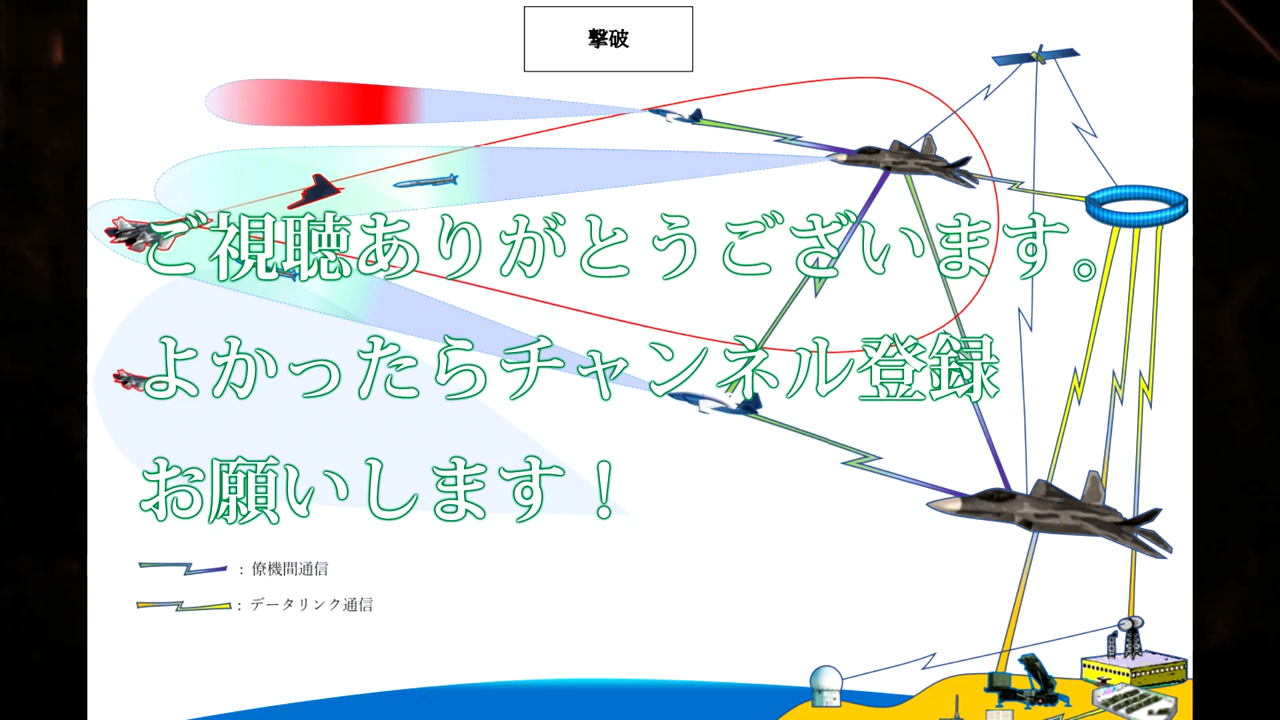 撃破
ご視聴ありがとうございます。
よかったらチャンネル登録
お願いします！
：僚機間通信
：データリンク通信